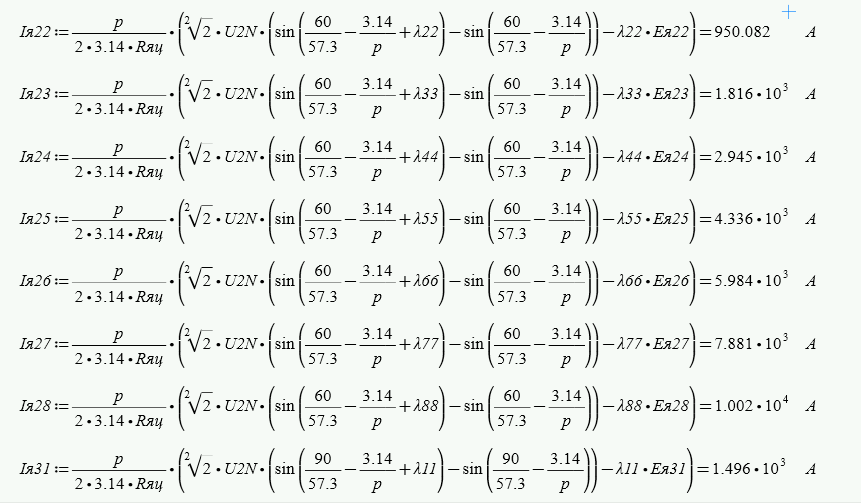 Iя22:=p/(2•3.14•Rяц)•(²√2•U2N•(sin(60/57.3−3.14/p+λ22)−sin(60/57.3−3.14/p))−λ22•Ея22)=950.082 A
Iя23:=p/(2•3.14•Rяц)•(²√2•U2N•(sin(60/57.3−3.14/p+λ33)−sin(60/57.3−3.14/p))−λ33•Ея23)=1.816•10³ A
Iя24:=p/(2•3.14•Rяц)•(²√2•U2N•(sin(60/57.3−3.14/p+λ44)−sin(60/57.3−3.14/p))−λ44•Ея24)=2.945•10³ A
Iя25:=p/(2•3.14•Rяц)•(²√2•U2N•(sin(60/57.3−3.14/p+λ55)−sin(60/57.3−3.14/p))−λ55•Ея25)=4.336•10³ A
Iя26:=p/(2•3.14•Rяц)•(²√2•U2N•(sin(60/57.3−3.14/p+λ66)−sin(60/57.3−3.14/p))−λ66•Ея26)=5.984•10³ A
Iя27:=p/(2•3.14•Rяц)•(²√2•U2N•(sin(60/57.3−3.14/p+λ77)−sin(60/57.3−3.14/p))−λ77•Ея27)=7.881•10³ A
Iя28:=p/(2•3.14•Rяц)•(²√2•U2N•(sin(60/57.3−3.14/p+λ88)−sin(60/57.3−3.14/p))−λ88•Ея28)=1.002•10⁴ A
Iя31:=p/(2•3.14•Rяц)•(²√2•U2N•(sin(90/57.3−3.14/p+λ11)−sin(90/57.3−3.14/p))−λ11•Ея31)=1.496•10³ A